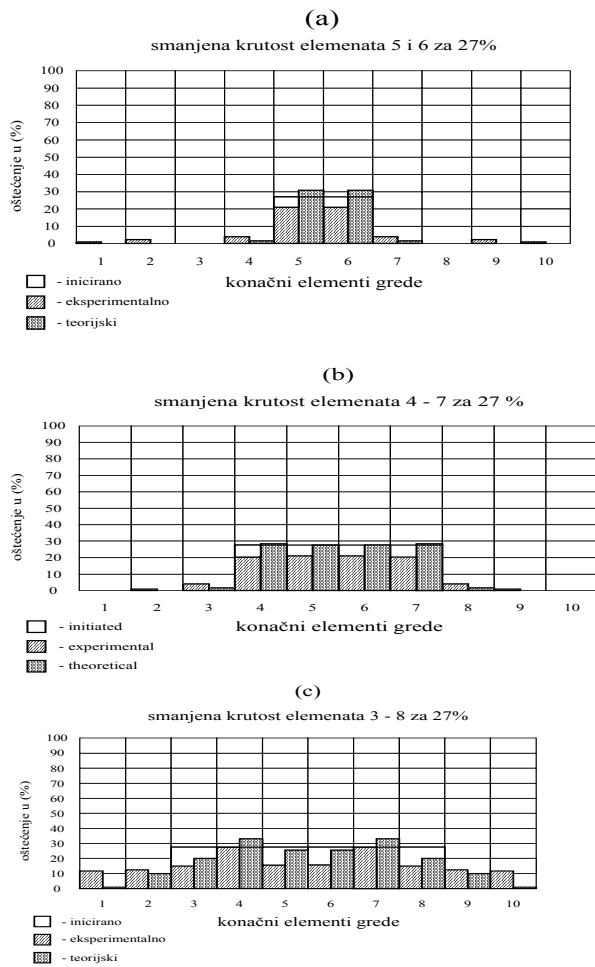 (a)
smanjena krutost elemenata 5 i 6 za 27%
100
90
80
70
60
50
40
30
20
10
0
oštećenje u (%)
1 2 3 4 5 6 7 8 9 10
konačni elementi grede
- inicirano
- eksperimentalno
- teorijski
(b)
smanjena krutost elemenata 4 - 7 za 27 %
100
90
80
70
60
50
40
30
20
10
0
oštećenje u (%)
1 2 3 4 5 6 7 8 9 10
konačni elementi grede
- initiated
- experimental
- theoretical
(c)
smanjena krutost elemenata 3 - 8 za 27%
100
90
80
70
60
50
40
30
20
10
0
oštećenje u (%)
1 2 3 4 5 6 7 8 9 10
konačni elementi grede
- inicirano
- eksperimentalno
- teorijski